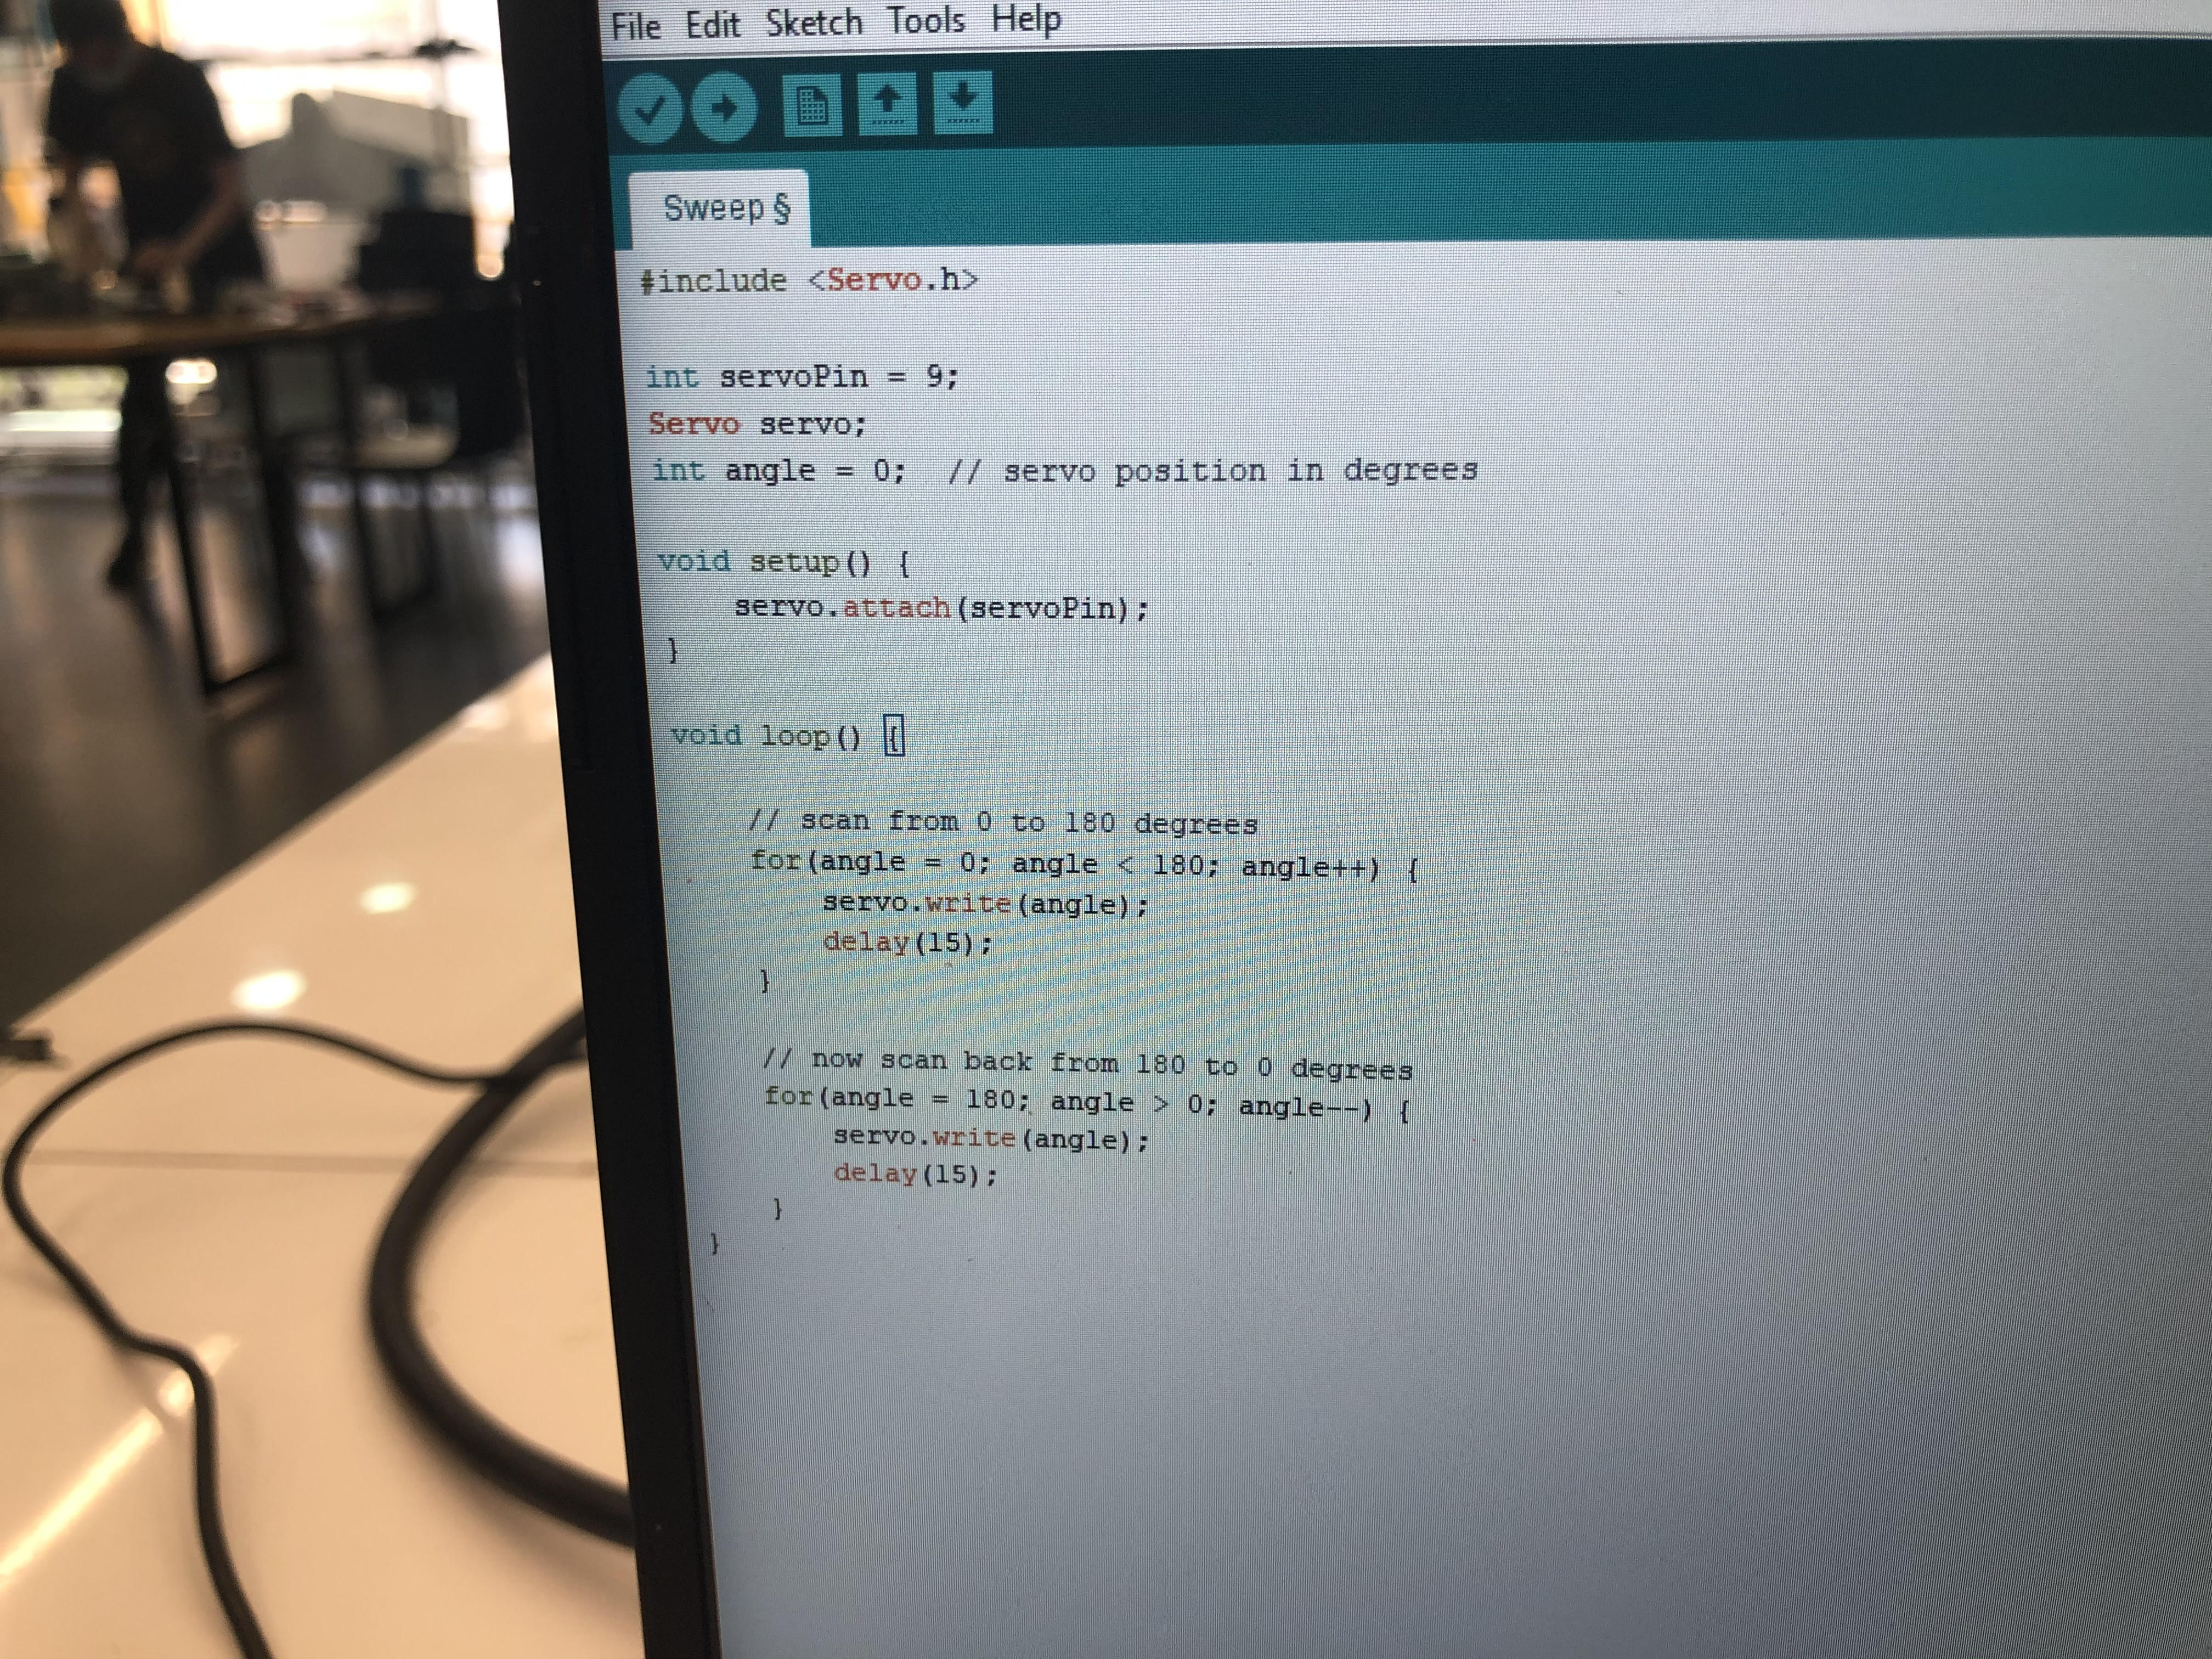 File Edit Sketch Tools Help
Sweep §
#include <Servo.h>
int servoPin = 9;
Servo servo;
int angle = 0;  // servo position in degrees
void setup() {
    servo.attach(servoPin);
}
void loop() {
    // scan from 0 to 180 degrees
    for(angle = 0; angle < 180; angle++) {
        servo.write(angle);
        delay(15);
    }
    // now scan back from 180 to 0 degrees
    for(angle = 180; angle > 0; angle--) {
        servo.write(angle);
        delay(15);
    }
}